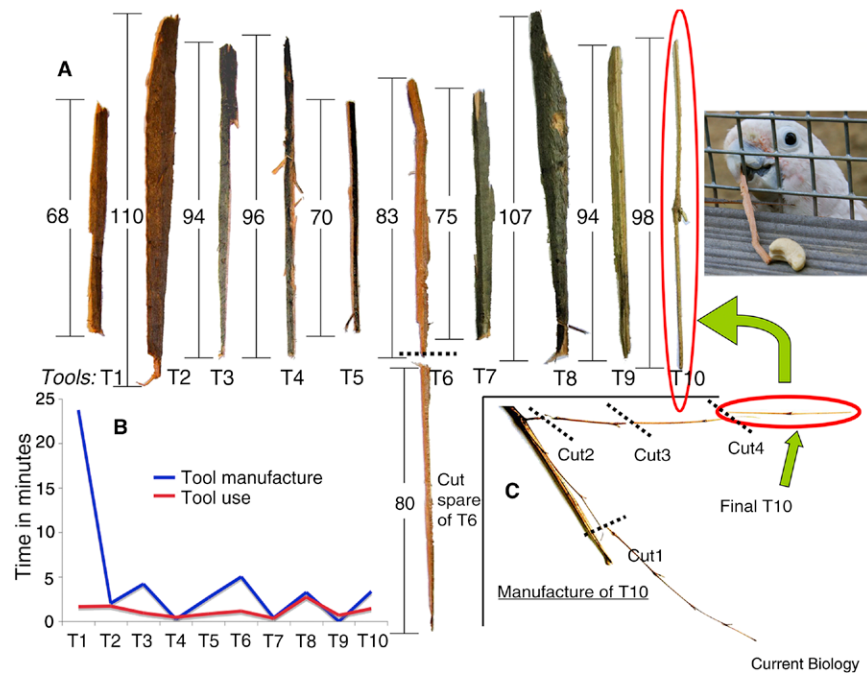 A
68
110
94
96
70
83
75
107
94
98
Tools: T1 T2 T3 T4 T5 T6 T7 T8 T9 T10
80
Cut
spare
of T6
B
Time in minutes
25
20
15
10
5
0
Tool manufacture
Tool use
T1 T2 T3 T4 T5 T6 T7 T8 T9 T10
C
Cut2
Cut3
Cut4
Final T10
Cut1
Manufacture of T10
Current Biology